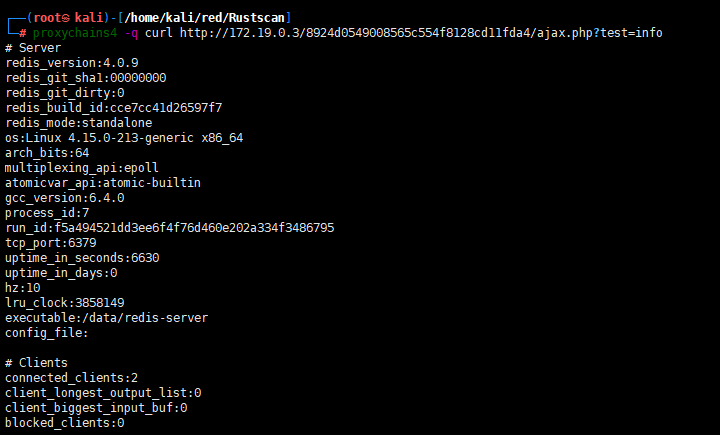 ┌──(root㉿kali)-[/home/kali/red/Rustscan]
└─# proxychains4 -q curl http://172.19.0.3/8924d0549008565c554f8128cd11fda4/ajax.php?test=info
# Server
redis_version:4.0.9
redis_git_sha1:00000000
redis_git_dirty:0
redis_build_id:cce7cc41d26597f7
redis_mode:standalone
os:Linux 4.15.0-213-generic x86_64
arch_bits:64
multiplexing_api:epoll
atomicvar_api:atomic-builtin
gcc_version:6.4.0
process_id:7
run_id:f5a494521dd3ee6f4f76d460e202a334f3486795
tcp_port:6379
uptime_in_seconds:6630
uptime_in_days:0
hz:10
lru_clock:3858149
executable:/data/redis-server
config_file:
# Clients
connected_clients:2
client_longest_output_list:0
client_biggest_input_buf:0
blocked_clients:0